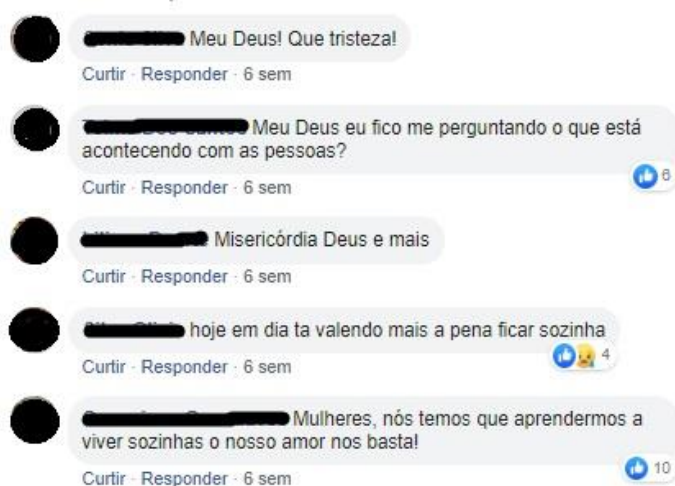 Meu Deus! Que tristeza!
Curtir · Responder · 6 sem
Meu Deus eu fico me perguntando o que está
acontecendo com as pessoas?
6
Curtir · Responder · 6 sem
Misericórdia Deus e mais
Curtir · Responder · 6 sem
hoje em dia ta valendo mais a pena ficar sozinha
4
Curtir · Responder · 6 sem
Mulheres, nós temos que aprendermos a
viver sozinhas o nosso amor nos basta!
10
Curtir · Responder · 6 sem